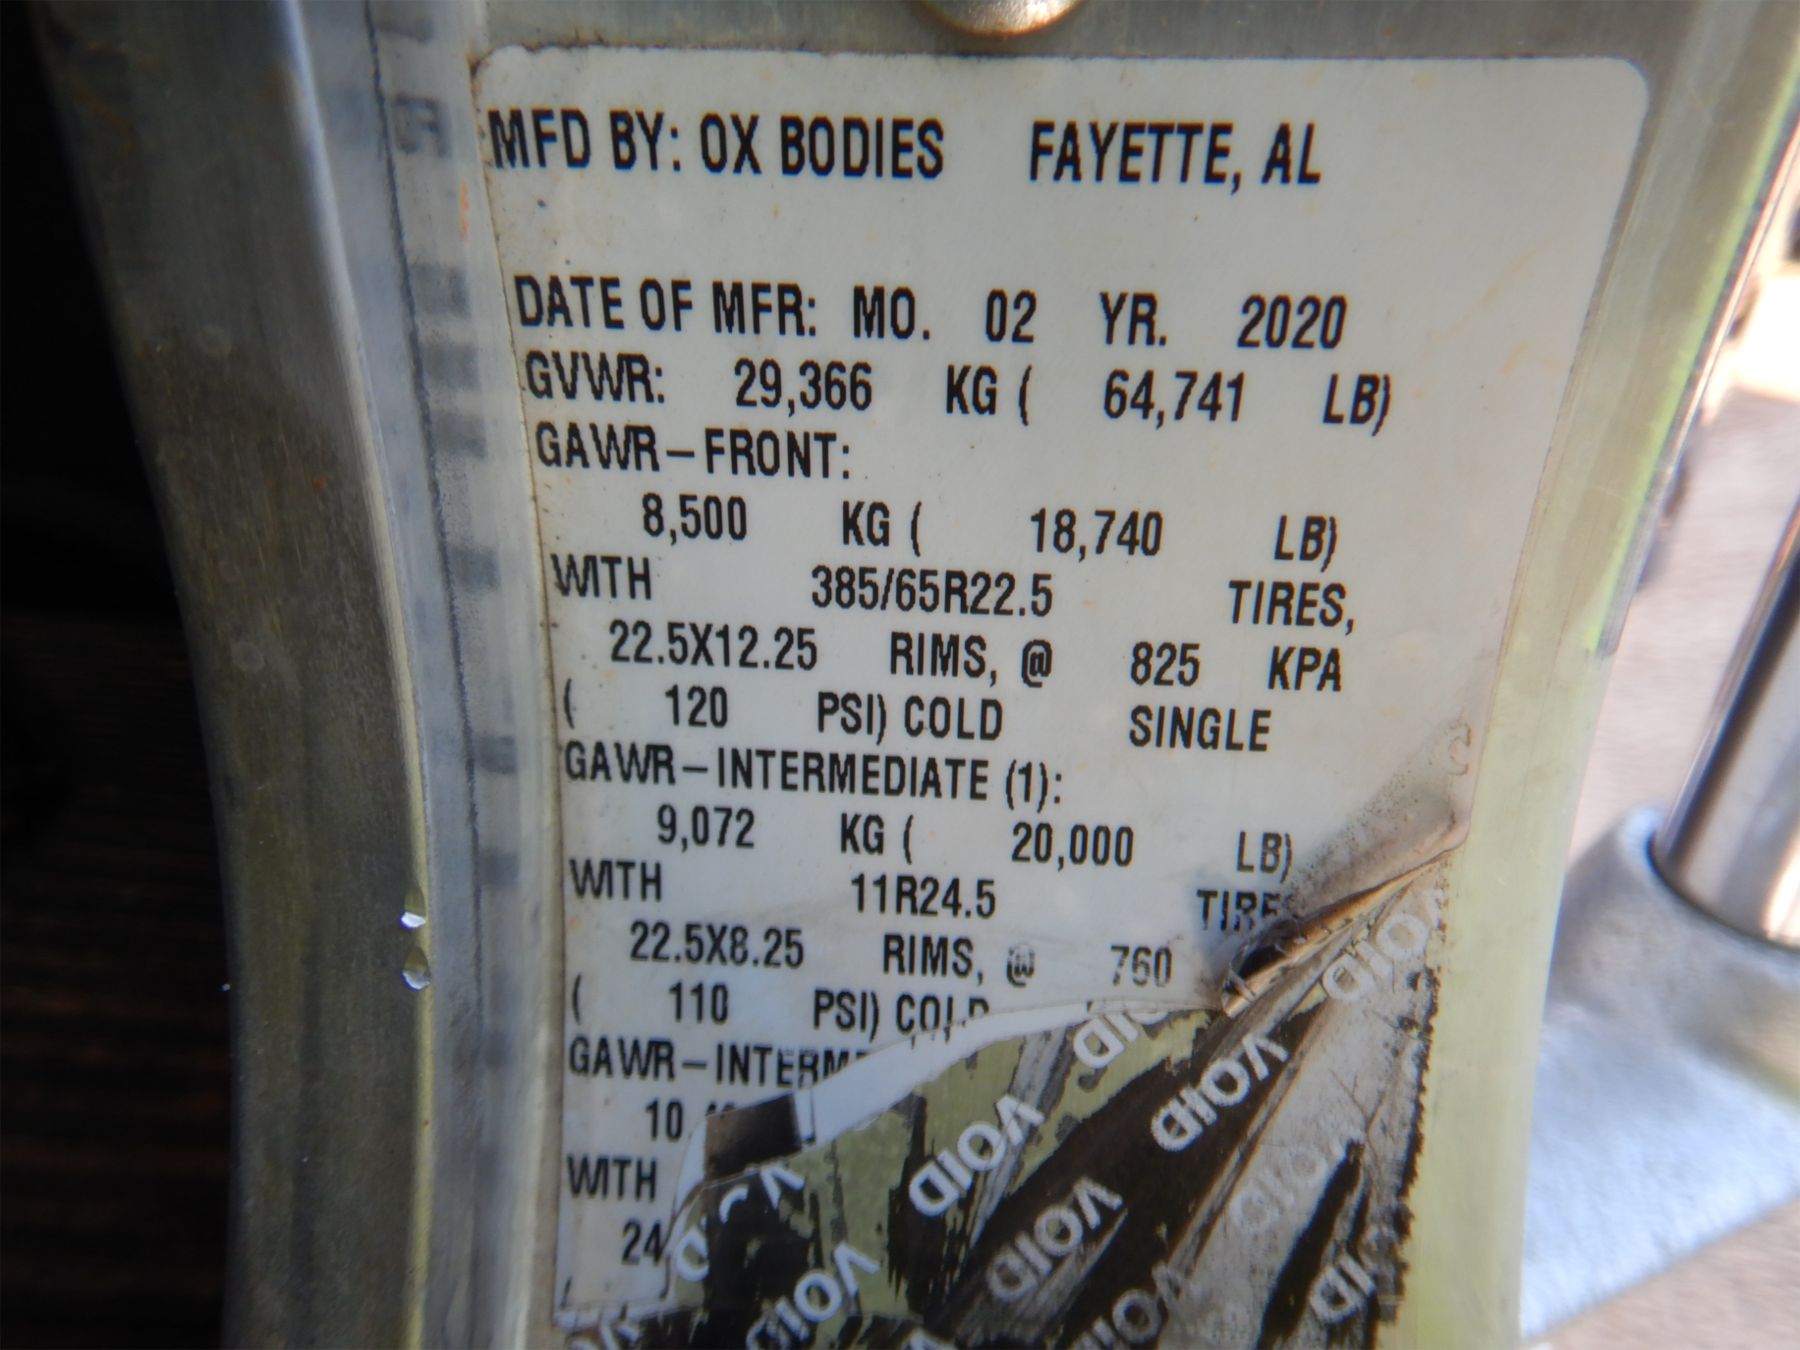 MFD BY: OX BODIES FAYETTE, AL
DATE OF MFR: MO. 02 YR. 2020
GVWR: 29,366 KG ( 64,741 LB)
GAWR-FRONT:
8,500 KG ( 18,740 LB)
WITH 385/65R22.5 TIRES,
22.5X12.25 RIMS, @ 825 KPA
( 120 PSI) COLD SINGLE
GAWR-INTERMEDIATE (1):
9,072 KG ( 20,000 LB)
WITH 11R24.5
22.5X8.25 RIMS, @ 760
( 110 PSI) COLD
10
WITH
24
VOID
VOID
VOID
VOID
VOID